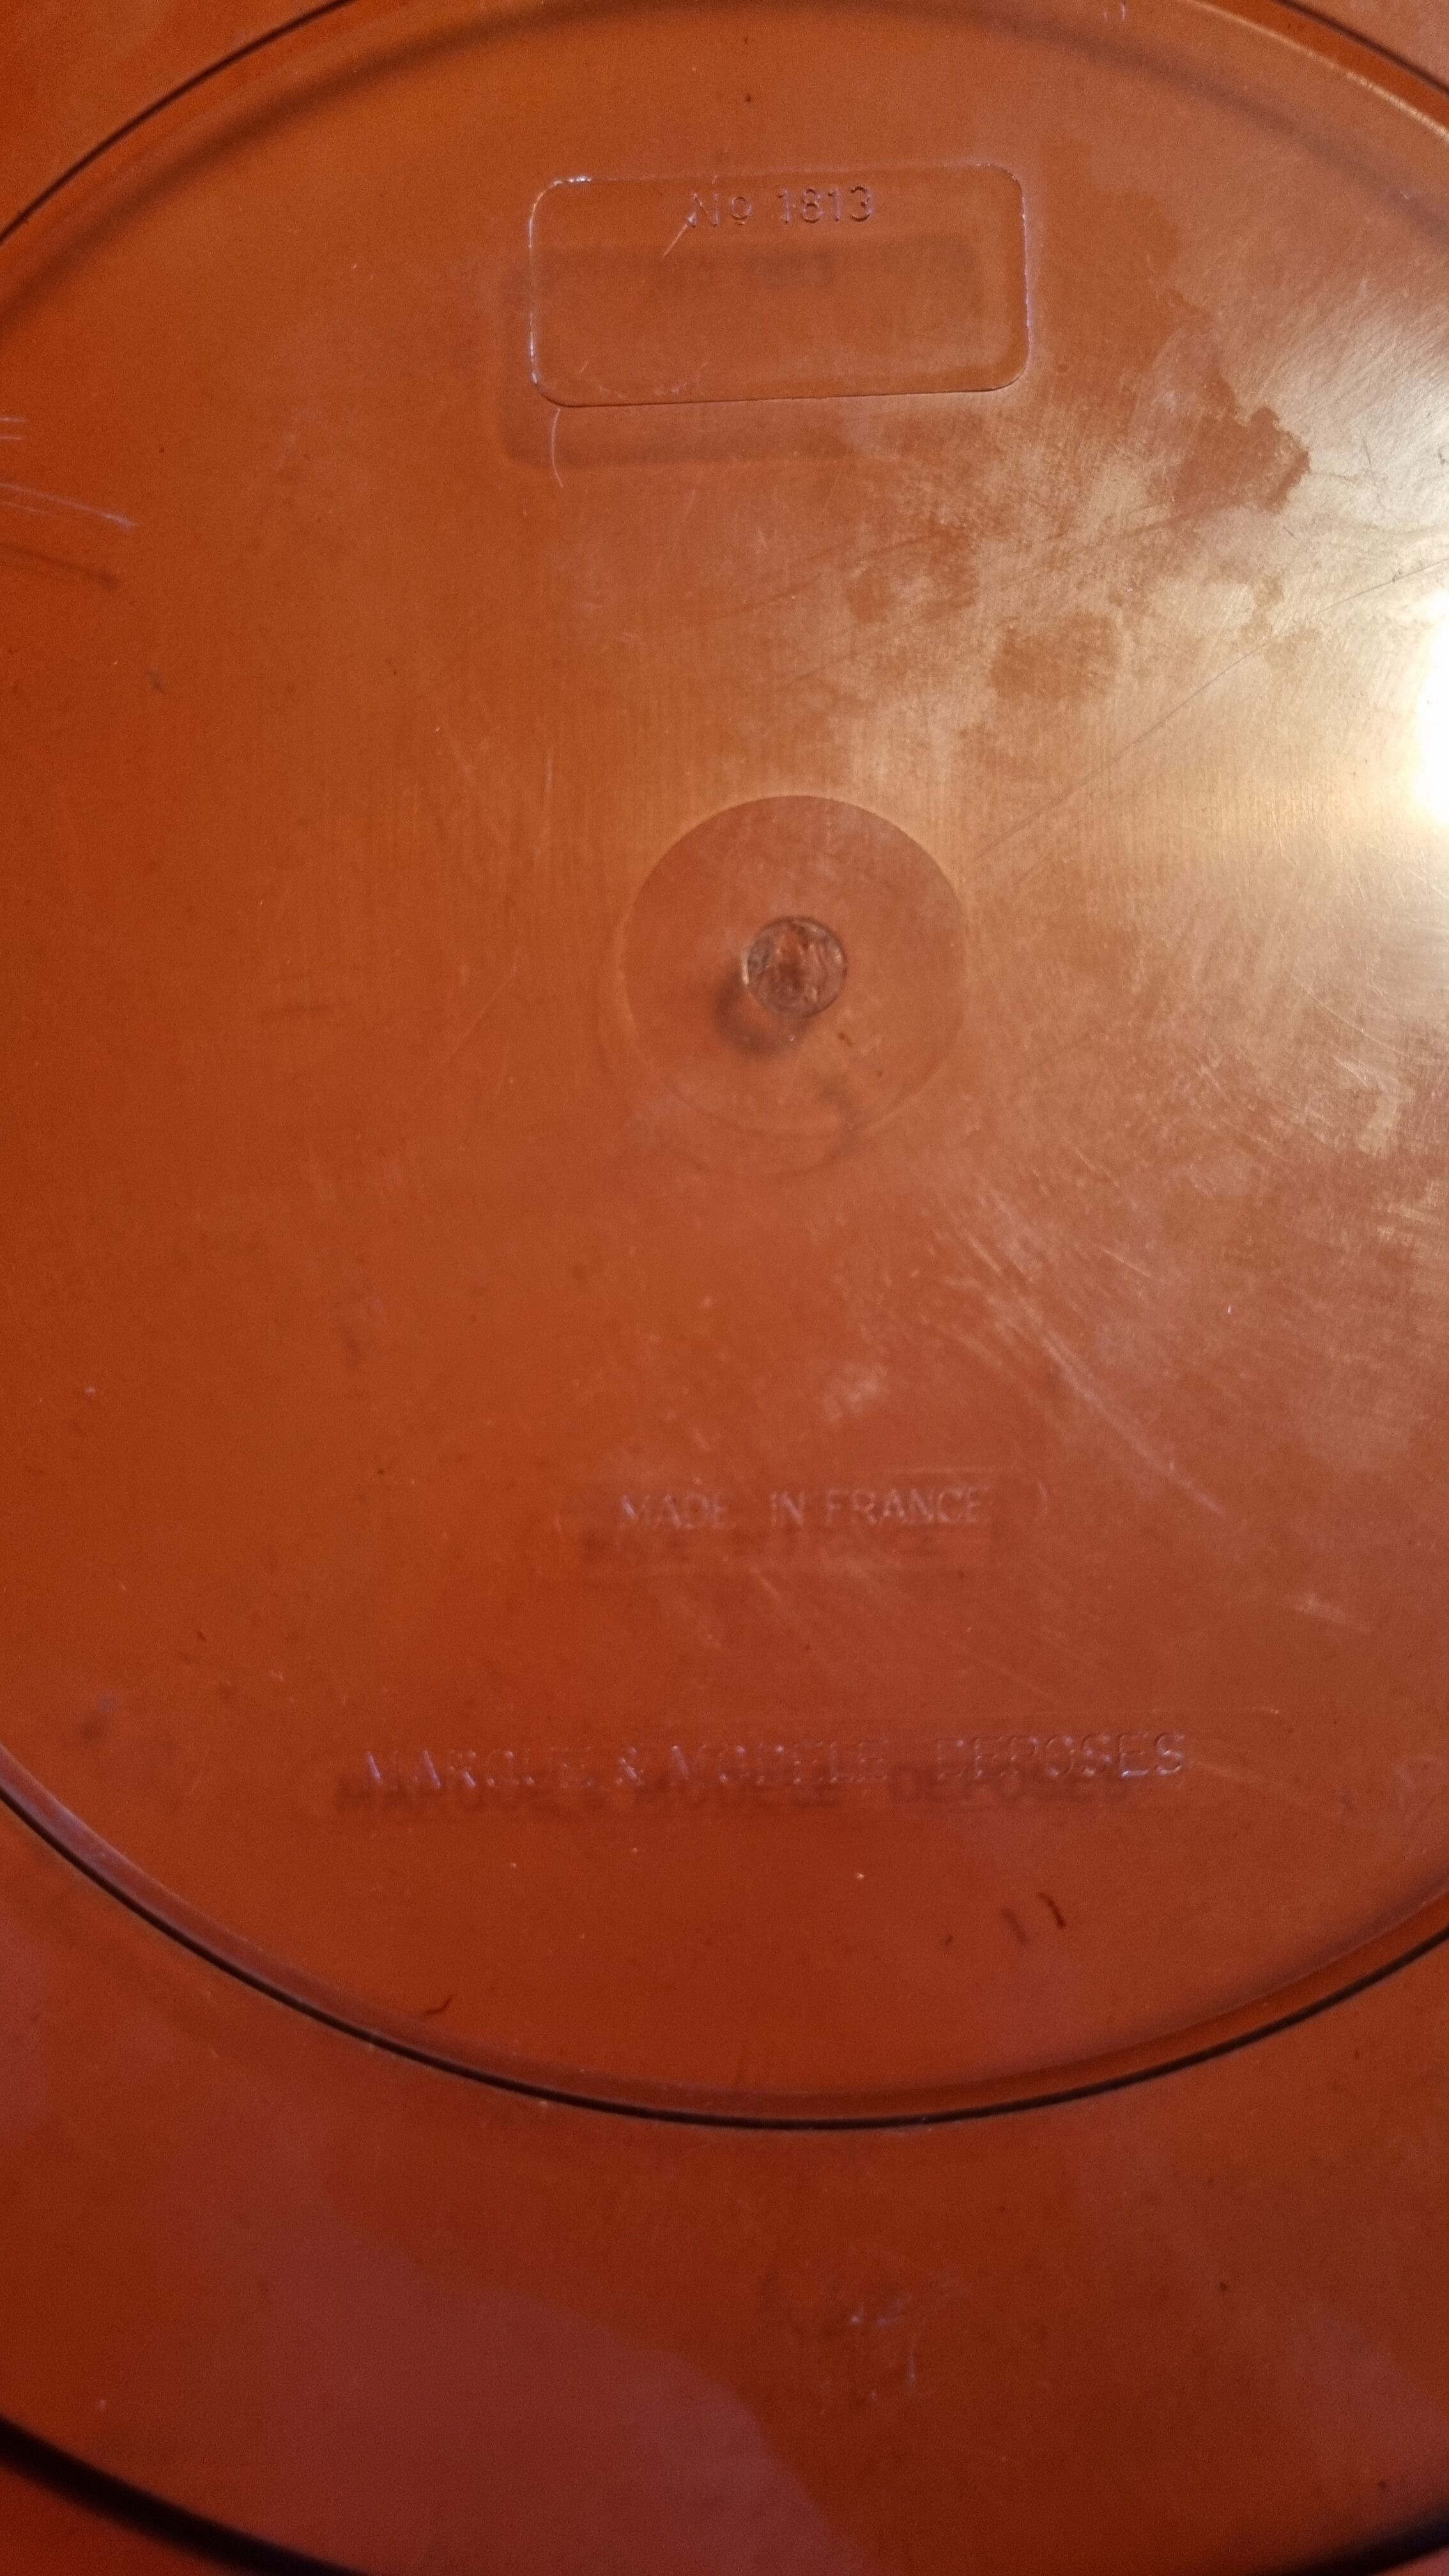 No 1813
MADE IN FRANCE
MARQUE & MODELE DEPOSES